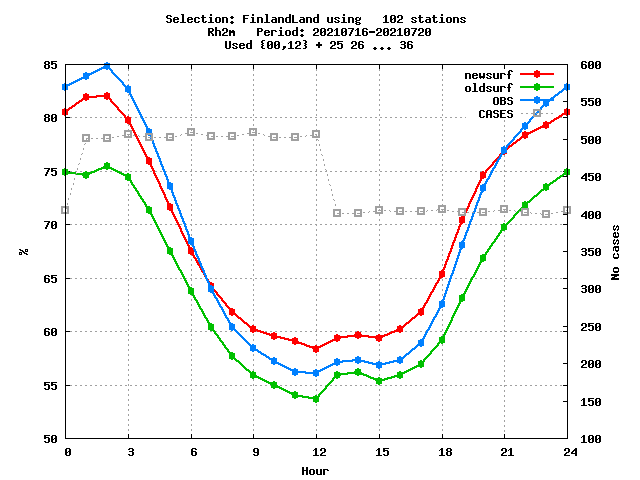 Selection: FinlandLand using   102 stations
Rh2m   Period: 20210716-20210720
Used {00,12} + 25 26 ... 36
newsurf
oldsurf
OBS
CASES
85
80
75
70
65
60
55
50
%
600
550
500
450
400
350
300
250
200
150
100
No cases
0 3 6 9 12 15 18 21 24
Hour